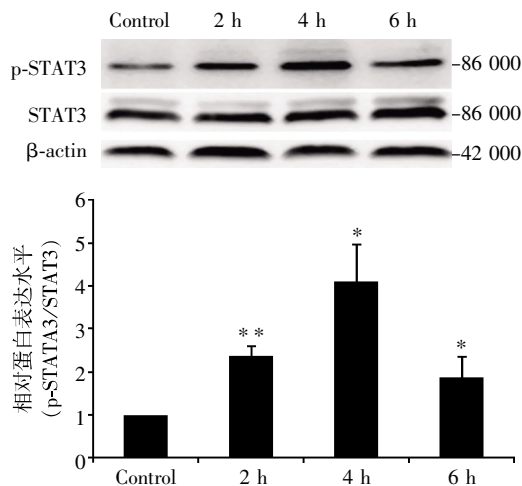 Control 2 h 4 h 6 h
p-STAT3 -86 000
STAT3 -86 000
β-actin -42 000
6
5
4
3
2
1
0
相对蛋白表达水平
(p-STATA3/STAT3)
**
*
*
Control 2 h 4 h 6 h